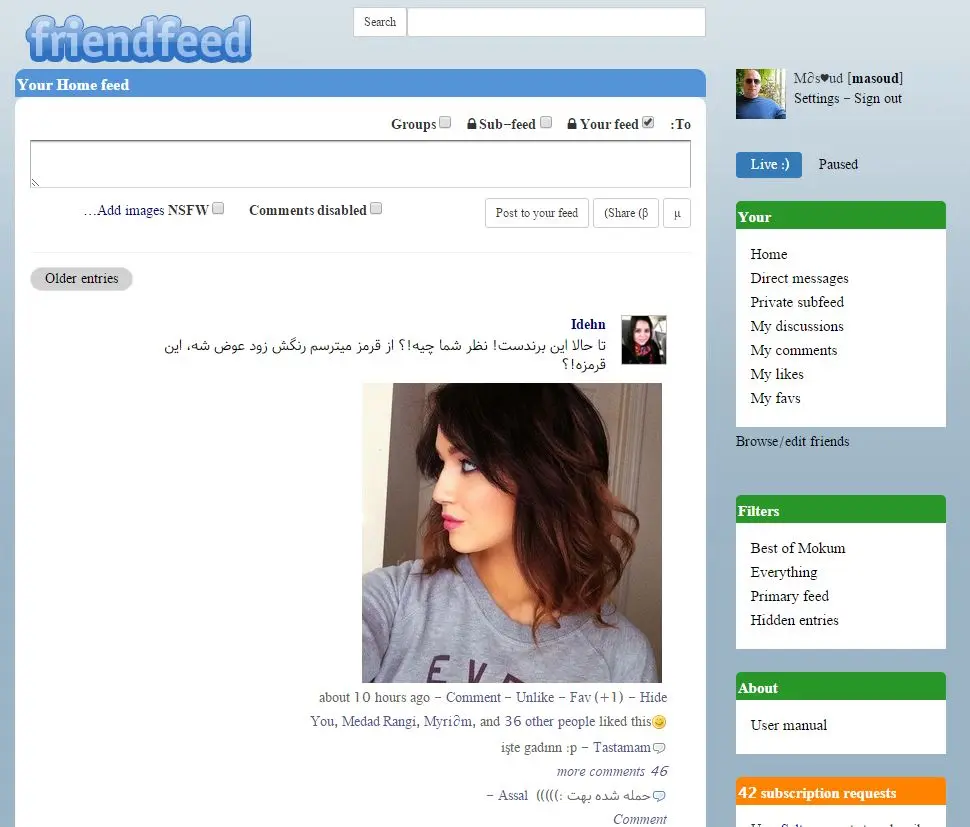 friendfeed
Search
Your Home feed
To: Your feed Sub-feed Groups
Add images... NSFW Comments disabled
Post to your feed Share (β) μ
Older entries
Idehn
تا حالا این برندست! نظر شما چیه!؟ از قرمز میترسم رنگش زود عوض شه، این
قرمزه!؟
EVE
about 10 hours ago - Comment - Unlike - Fav (+1) - Hide
You, Medad Rangi, Myri∂m, and 36 other people liked this
işte gadınn :p - Tastamam
46 more comments
حمله شده بهت :))))) - Assal
Comment
M∂s♥ud [masoud]
Settings - Sign out
Live :) Paused
Your
Home
Direct messages
Private subfeed
My discussions
My comments
My likes
My favs
Browse/edit friends
Filters
Best of Mokum
Everything
Primary feed
Hidden entries
About
User manual
42 subscription requests